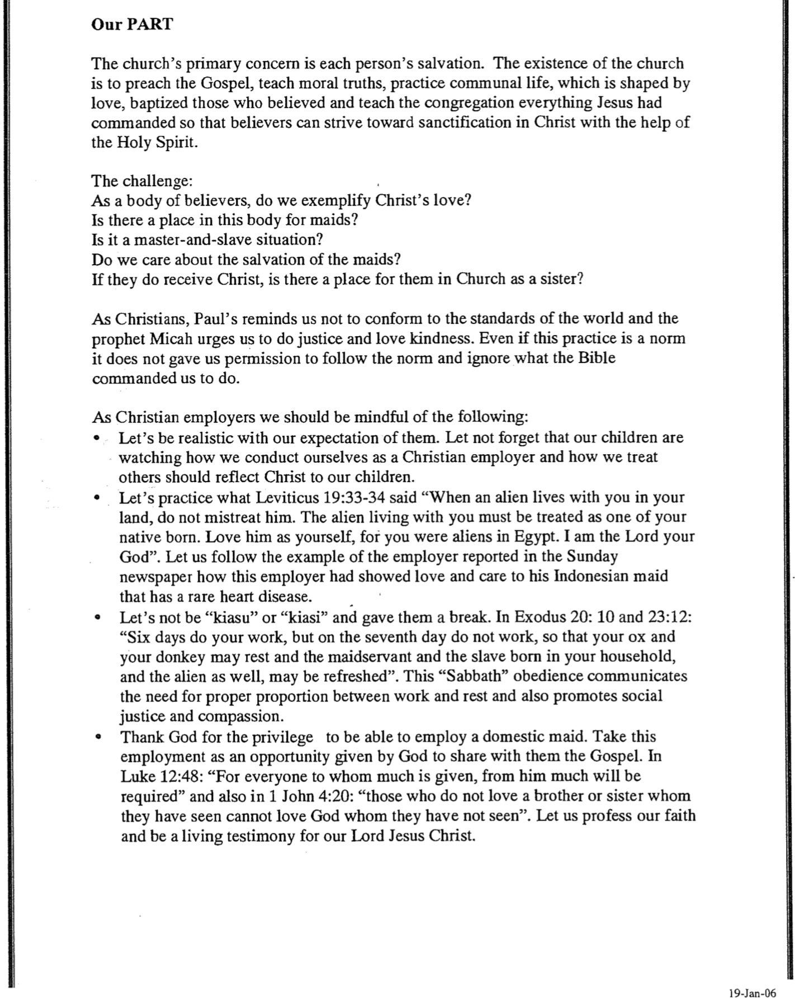 Our PART
The church's primary concern is each person's salvation. The existence of the church
is to preach the Gospel, teach moral truths, practice communal life, which is shaped by
love, baptized those who believed and teach the congregation everything Jesus had
commanded so that believers can strive toward sanctification in Christ with the help of
the Holy Spirit.
The challenge:
As a body of believers, do we exemplify Christ's love?
Is there a place in this body for maids?
Is it a master-and-slave situation?
Do we care about the salvation of the maids?
If they do receive Christ, is there a place for them in Church as a sister?
As Christians, Paul's reminds us not to conform to the standards of the world and the
prophet Micah urges us to do justice and love kindness. Even if this practice is a norm
it does not gave us permission to follow the norm and ignore what the Bible
commanded us to do.
As Christian employers we should be mindful of the following:
• Let's be realistic with our expectation of them. Let not forget that our children are
watching how we conduct ourselves as a Christian employer and how we treat
others should reflect Christ to our children.
• Let's practice what Leviticus 19:33-34 said “When an alien lives with you in your
land, do not mistreat him. The alien living with you must be treated as one of your
native born. Love him as yourself, for you were aliens in Egypt. I am the Lord your
God”. Let us follow the example of the employer reported in the Sunday
newspaper how this employer had showed love and care to his Indonesian maid
that has a rare heart disease.
• Let's not be “kiasu” or “kiasi” and gave them a break. In Exodus 20: 10 and 23:12:
“Six days do your work, but on the seventh day do not work, so that your ox and
your donkey may rest and the maidservant and the slave born in your household,
and the alien as well, may be refreshed”. This “Sabbath” obedience communicates
the need for proper proportion between work and rest and also promotes social
justice and compassion.
• Thank God for the privilege to be able to employ a domestic maid. Take this
employment as an opportunity given by God to share with them the Gospel. In
Luke 12:48: “For everyone to whom much is given, from him much will be
required” and also in 1 John 4:20: “those who do not love a brother or sister whom
they have seen cannot love God whom they have not seen”. Let us profess our faith
and be a living testimony for our Lord Jesus Christ.
19-Jan-06